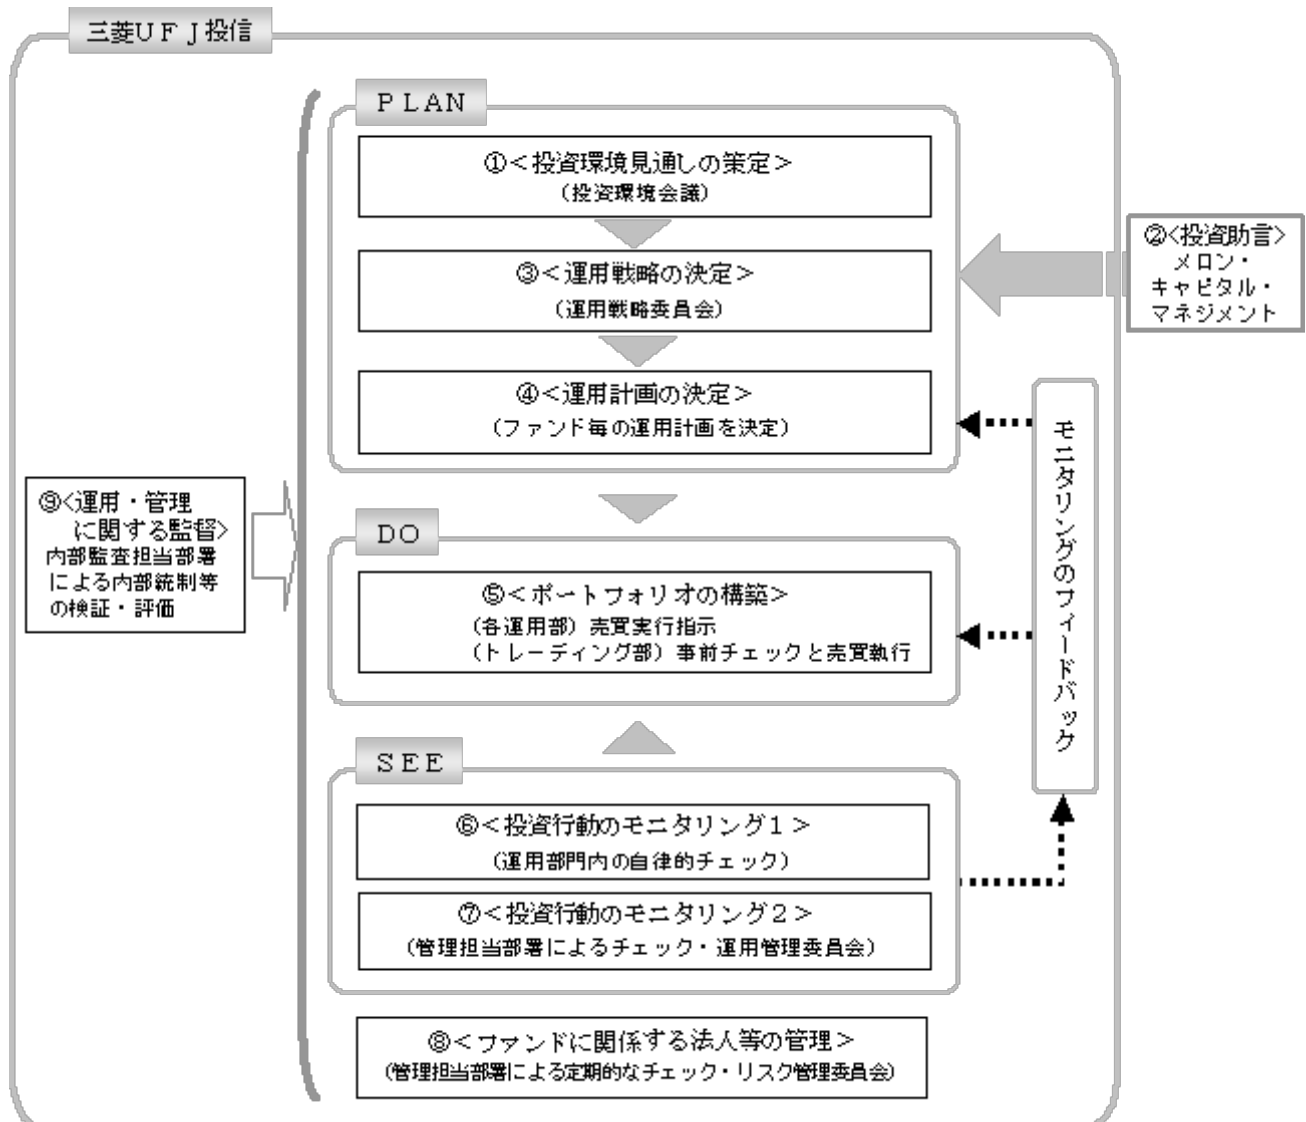 三菱ＵＦＪ投信
ＰＬＡＮ
①＜投資環境見通しの策定＞
（投資環境会議）
②＜投資助言＞
メロン・
キャピタル・
マネジメント
③＜運用戦略の決定＞
（運用戦略委員会）
④＜運用計画の決定＞
（ファンド毎の運用計画を決定）
モニタリングのフィードバック
⑨＜運用・管理
に関する監督＞
内部監査担当部署
による内部統制等
の検証・評価
ＤＯ
⑤＜ポートフォリオの構築＞
（各運用部）売買実行指示
（トレーディング部）事前チェックと売買執行
ＳＥＥ
⑥＜投資行動のモニタリング１＞
（運用部門内の自律的チェック）
⑦＜投資行動のモニタリング２＞
（管理担当部署によるチェック・運用管理委員会）
⑧＜ファンドに関係する法人等の管理＞
（管理担当部署による定期的なチェック・リスク管理委員会）